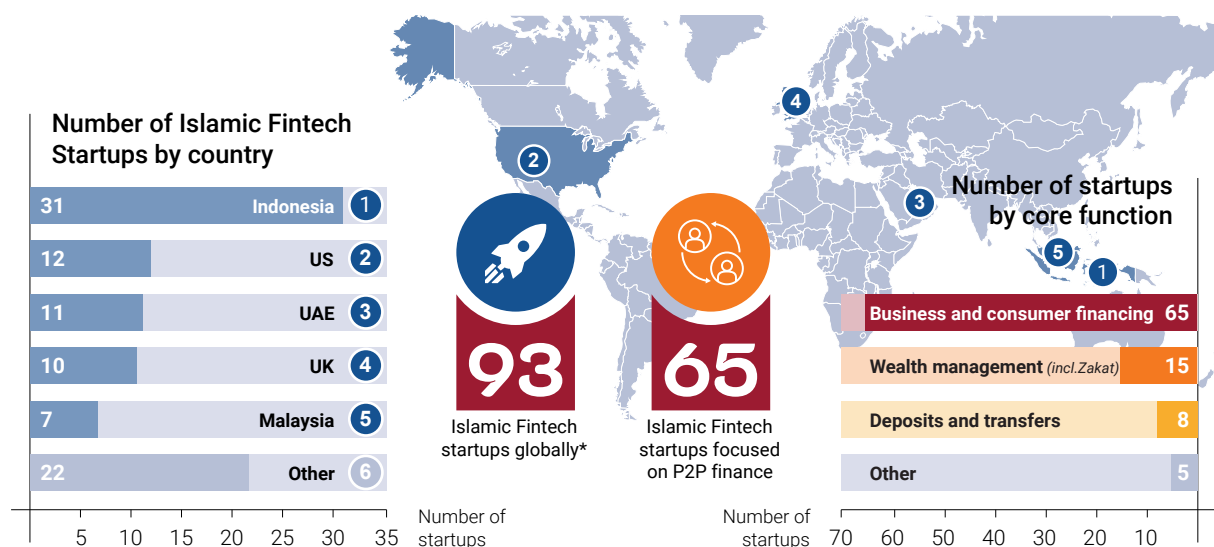 Number of Islamic Fintech
Startups by country
31 Indonesia 1
12 US 2
11 UAE 3
10 UK 4
7 Malaysia 5
22 Other 6
5 10 15 20 25 30 35
Number of
startups
4
2
3
5
1
93
Islamic Fintech
startups globally*
65
Islamic Fintech
startups focused
on P2P finance
Number of startups
by core function
Business and consumer financing 65
Wealth management (incl.Zakat) 15
Deposits and transfers 8
Other 5
Number of
startups
70 60 50 40 30 20 10